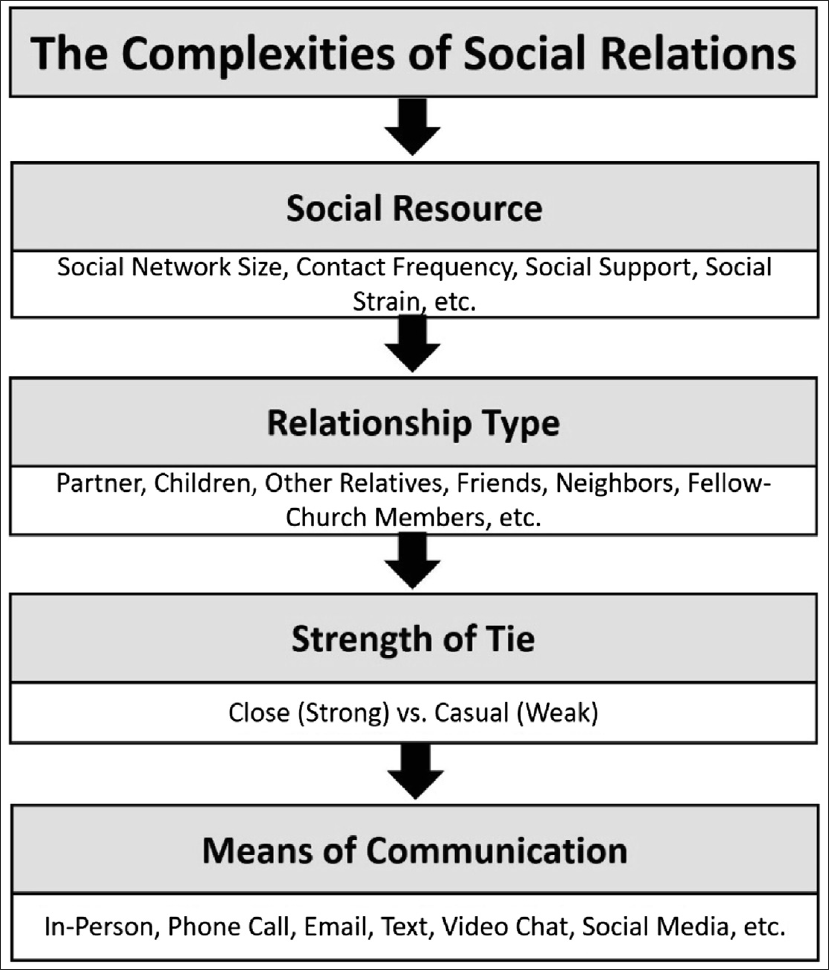 The Complexities of Social Relations
Social Resource
Social Network Size, Contact Frequency, Social Support, Social
Strain, etc.
Relationship Type
Partner, Children, Other Relatives, Friends, Neighbors, Fellow-
Church Members, etc.
Strength of Tie
Close (Strong) vs. Casual (Weak)
Means of Communication
In-Person, Phone Call, Email, Text, Video Chat, Social Media, etc.